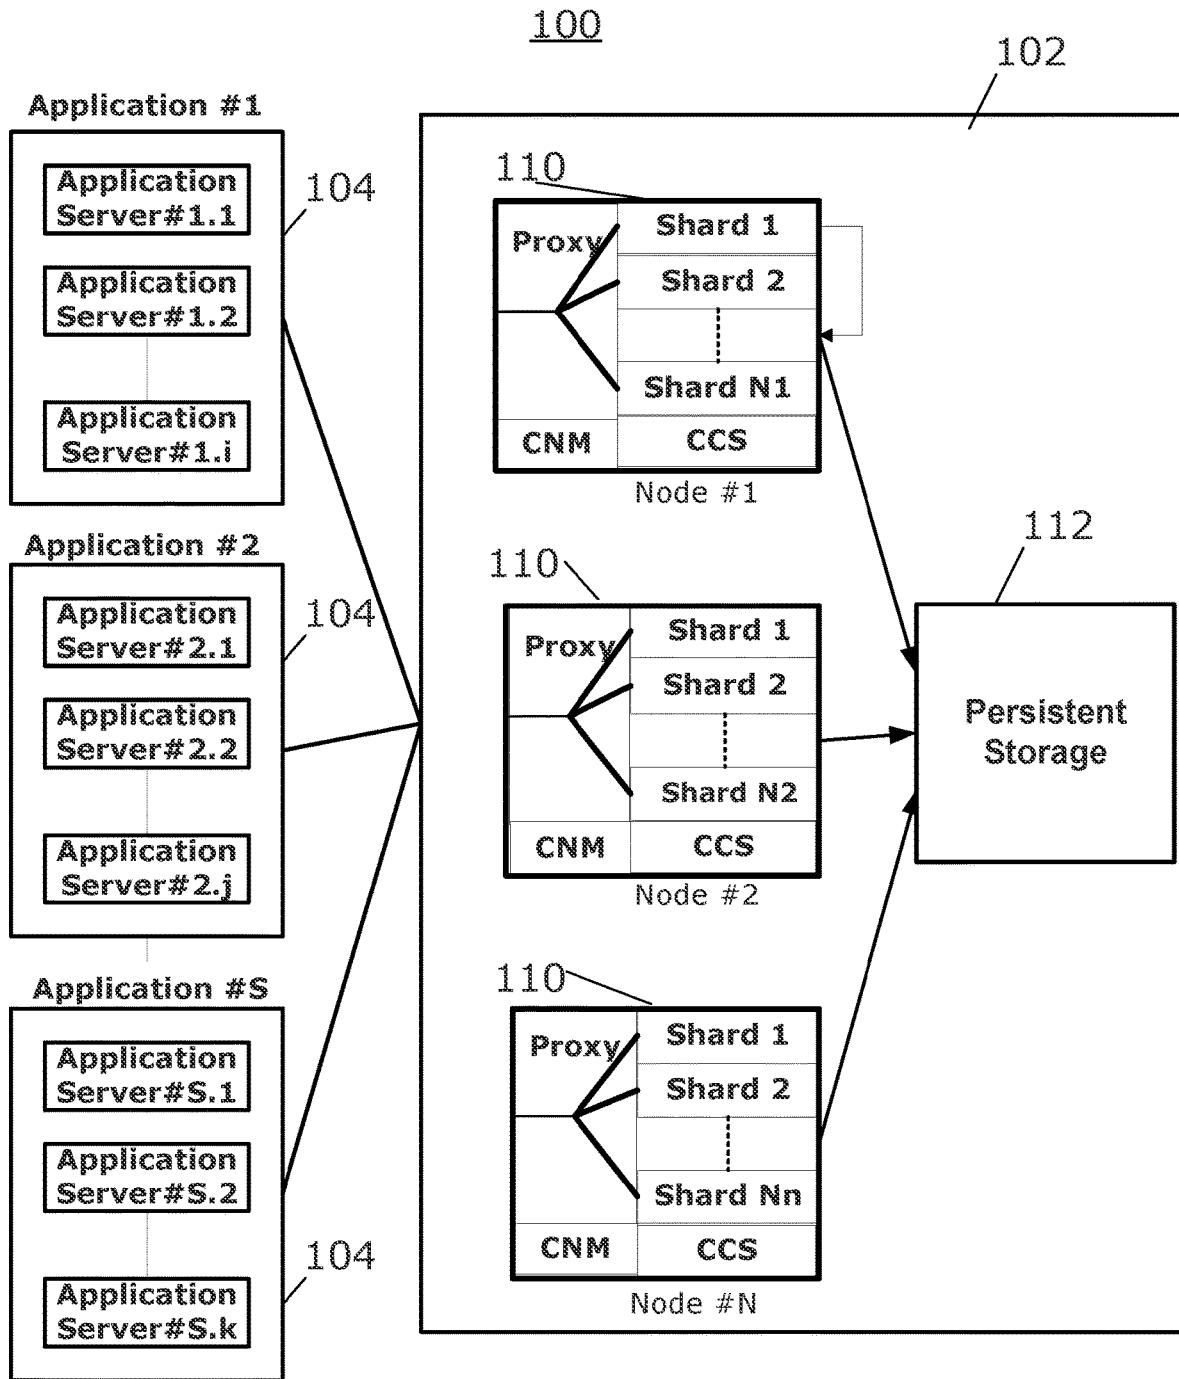 100
102
Application #1
Application
Server#1.1
104
Application
Server#1.2
Application
Server#1.i
Application #2
Application
Server#2.1
104
Application
Server#2.2
Application
Server#2.j
Application #S
Application
Server#S.1
Application
Server#S.2
104
Application
Server#S.k
110
Proxy
Shard 1
Shard 2
Shard N1
CNM
CCS
Node #1
110
Proxy
Shard 1
Shard 2
Shard N2
CNM
CCS
Node #2
110
Proxy
Shard 1
Shard 2
Shard Nn
CNM
CCS
Node #N
112
Persistent
Storage